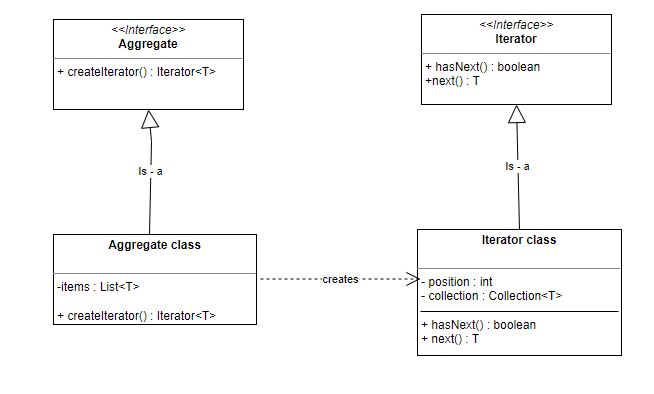 <<Interface>>
Aggregate
+ createIterator() : Iterator<T>
<<Interface>>
Iterator
+ hasNext() : boolean
+next() : T
Is - a
Is - a
Aggregate class
-items : List<T>
+ createIterator() : Iterator<T>
creates
Iterator class
- position : int
- collection : Collection<T>
+ hasNext() : boolean
+ next() : T